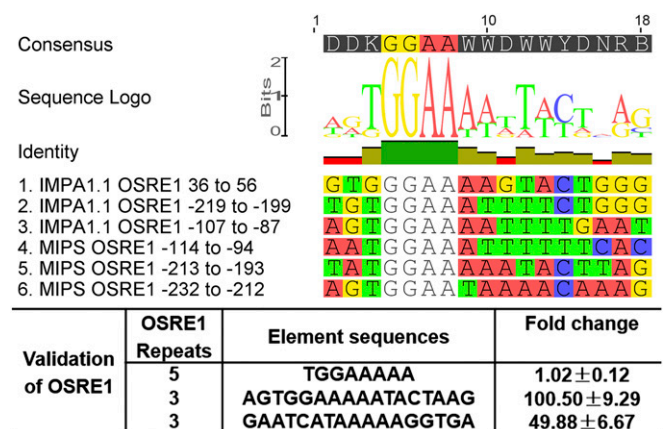 1 10 18
Consensus DDKGGAAWWDWWYDNRB
Sequence Logo
Bits
2
1
0
Identity
1. IMPA1.1 OSRE1 36 to 56 GTGGGAAAAGTACTGGG
2. IMPA1.1 OSRE1 -219 to -199 TGTGGAAATTTTCTGGG
3. IMPA1.1 OSRE1 -107 to -87 AGTGGAAAATTTTGAAT
4. MIPS OSRE1 -114 to -94 AATGGAAATTTTTTCAC
5. MIPS OSRE1 -213 to -193 TATGGAAAAATACTTAG
6. MIPS OSRE1 -232 to -212 AGTGGAATAAAACAAAG
Validation of OSRE1
OSRE1 Repeats Element sequences Fold change
5 TGGAAAAA 1.02±0.12
3 AGTGGAAAAATACTAAG 100.50±9.29
3 GAATCATAAAAAGGTGA 49.88±6.67